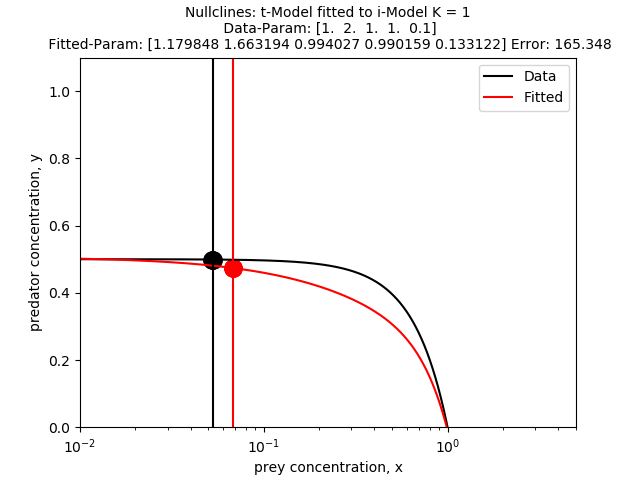 Nullclines: t-Model fitted to i-Model K = 1
Data-Param: [1. 2. 1. 1. 0.1]
Fitted-Param: [1.179848 1.663194 0.994027 0.990159 0.133122] Error: 165.348
Data
Fitted
1.0
0.8
0.6
0.4
0.2
0.0
predator concentration, y
10⁻² 10⁻¹ 10⁰
prey concentration, x